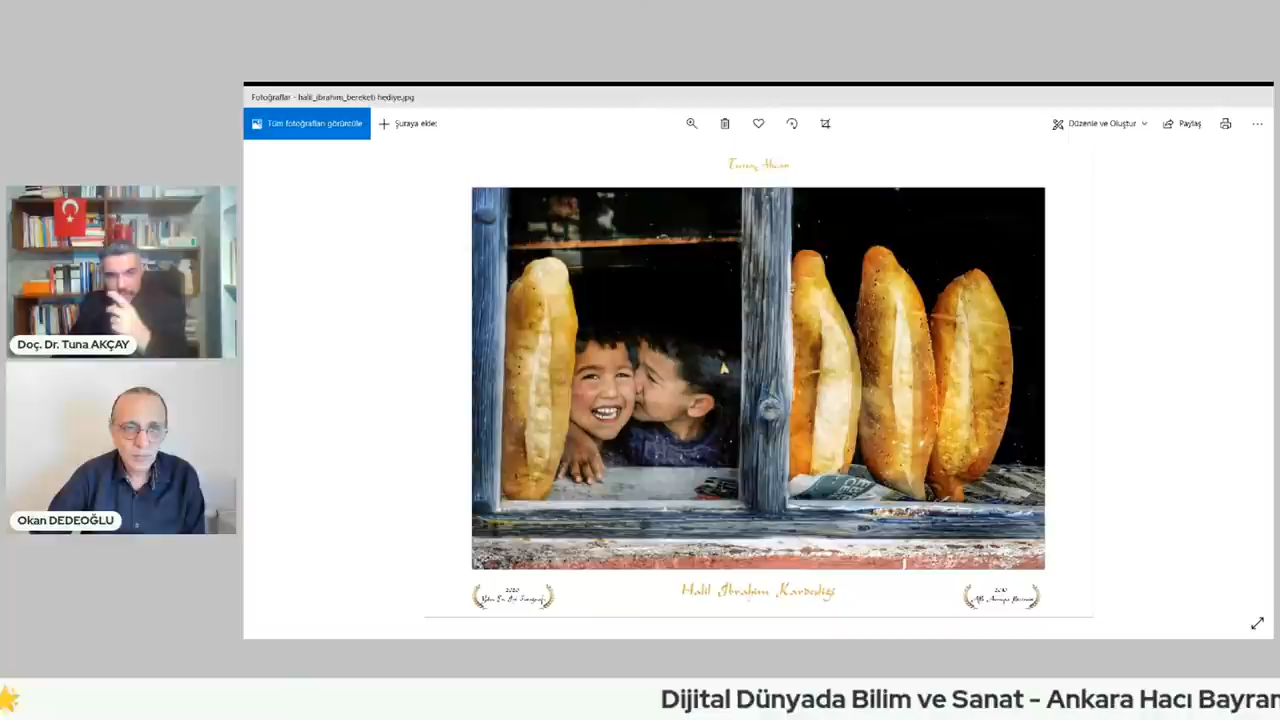 Fotoğraflar - halil_ibrahim_bereketi hediye.jpg
Tüm fotoğrafları görüntüle
Şuraya ekle:
Düzenle ve Oluştur
Paylaş
Doç. Dr. Tuna AKÇAY
Okan DEDEOĞLU
2020
Halil İbrahim Kardeşliği
Dijital Dünyada Bilim ve Sanat - Ankara Hacı Bayram